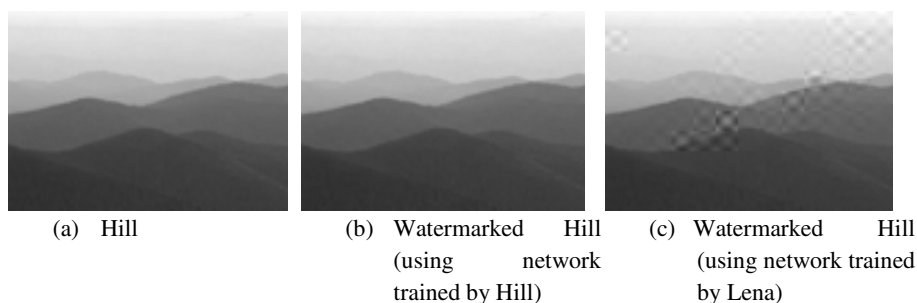 (a) Hill
(b) Watermarked Hill
(using network
trained by Hill)
(c) Watermarked Hill
(using network trained
by Lena)